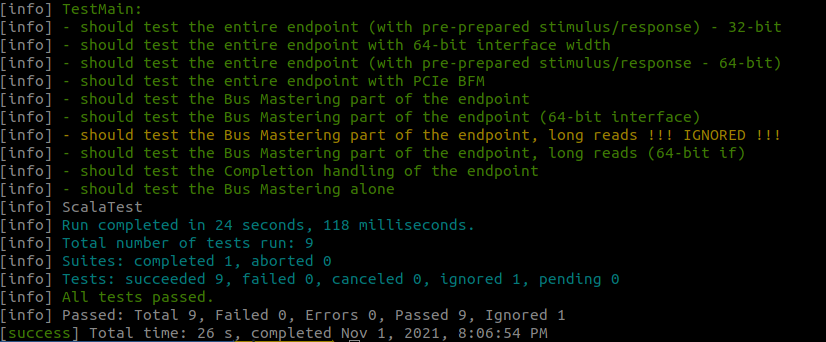 [info] TestMain:
[info] - should test the entire endpoint (with pre-prepared stimulus/response) - 32-bit
[info] - should test the entire endpoint with 64-bit interface width
[info] - should test the entire endpoint (with pre-prepared stimulus/response - 64-bit)
[info] - should test the entire endpoint with PCIe BFM
[info] - should test the Bus Mastering part of the endpoint
[info] - should test the Bus Mastering part of the endpoint (64-bit interface)
[info] - should test the Bus Mastering part of the endpoint, long reads !!! IGNORED !!!
[info] - should test the Bus Mastering part of the endpoint, long reads (64-bit if)
[info] - should test the Completion handling of the endpoint
[info] - should test the Bus Mastering alone
[info] ScalaTest
[info] Run completed in 24 seconds, 118 milliseconds.
[info] Total number of tests run: 9
[info] Suites: completed 1, aborted 0
[info] Tests: succeeded 9, failed 0, canceled 0, ignored 1, pending 0
[info] All tests passed.
[info] Passed: Total 9, Failed 0, Errors 0, Passed 9, Ignored 1
[success] Total time: 26 s, completed Nov 1, 2021, 8:06:54 PM